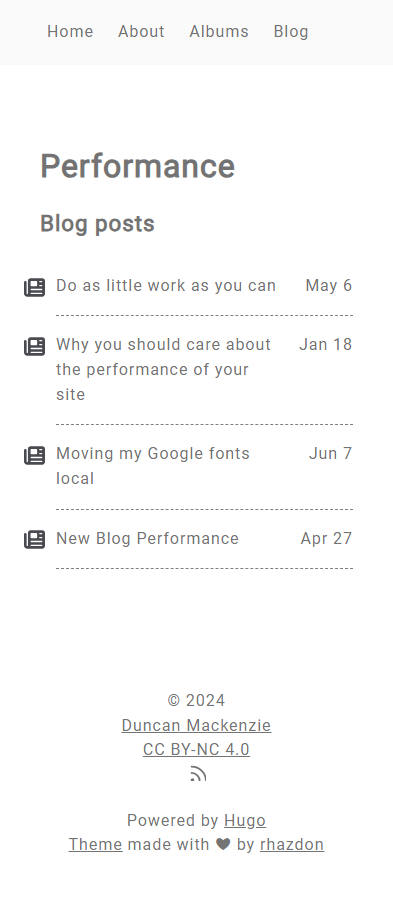 Home About Albums Blog
Performance
Blog posts
Do as little work as you can May 6
Why you should care about Jan 18
the performance of your
site
Moving my Google fonts Jun 7
local
New Blog Performance Apr 27
© 2024
Duncan Mackenzie
CC BY-NC 4.0
Powered by Hugo
Theme made with ♥ by rhazdon